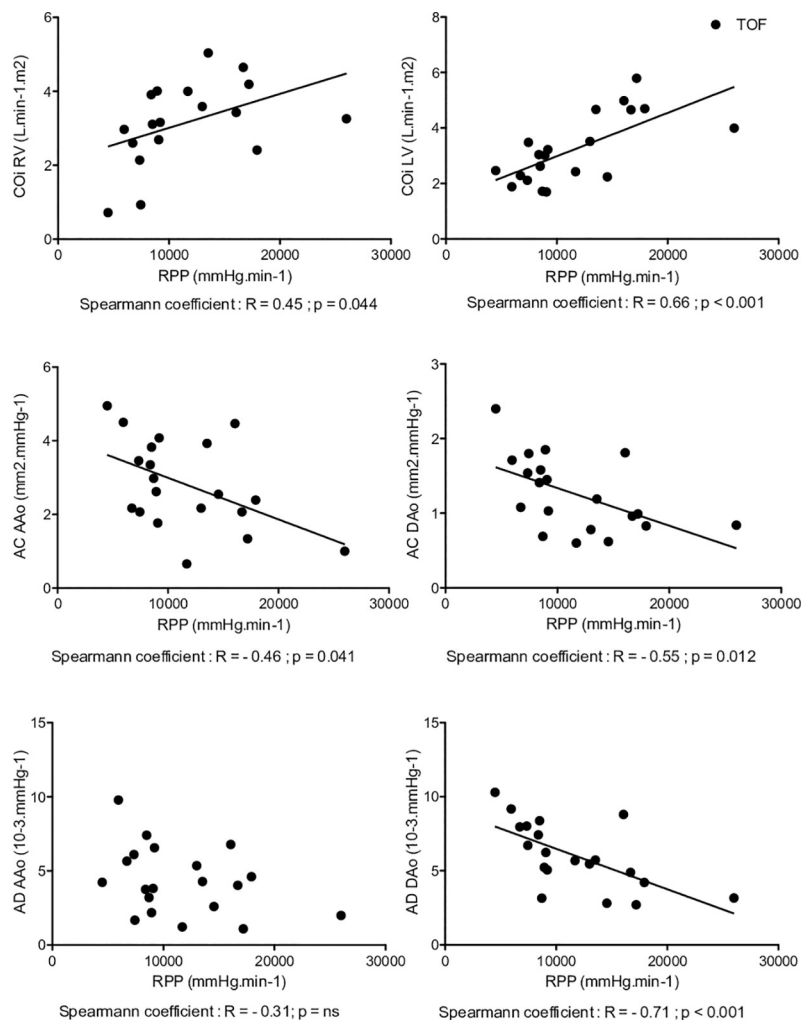 6
4
2
0
COi RV (L.min-1.m2)
0 10000 20000 30000
RPP (mmHg.min-1)
Spearmann coefficient : R = 0.45 ; p = 0.044
8
6
4
2
0
COi LV (L.min-1.m2)
TOF
0 10000 20000 30000
RPP (mmHg.min-1)
Spearmann coefficient : R = 0.66 ; p < 0.001
6
4
2
0
AC AAo (mm2.mmHg-1)
0 10000 20000 30000
RPP (mmHg.min-1)
Spearmann coefficient : R = - 0.46 ; p = 0.041
3
2
1
0
AC DAo (mm2.mmHg-1)
0 10000 20000 30000
RPP (mmHg.min-1)
Spearmann coefficient : R = - 0.55 ; p = 0.012
15
10
5
0
AD AAo (10-3.mmHg-1)
0 10000 20000 30000
RPP (mmHg.min-1)
Spearmann coefficient : R = - 0.31; p = ns
15
10
5
0
AD DAo (10-3.mmHg-1)
0 10000 20000 30000
RPP (mmHg.min-1)
Spearmann coefficient : R = - 0.71 ; p < 0.001